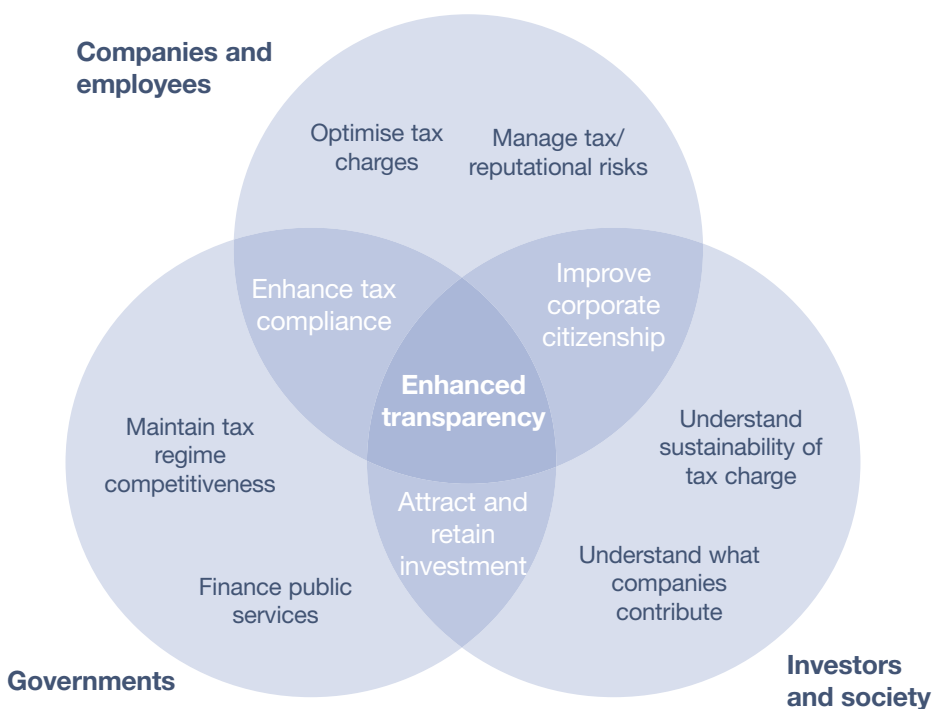 Companies and
employees
Optimise tax
charges
Manage tax/
reputational risks
Enhance tax
compliance
Improve
corporate
citizenship
Enhanced
transparency
Maintain tax
regime
competitiveness
Understand
sustainability of
tax charge
Attract and
retain
investment
Finance public
services
Understand what
companies
contribute
Governments
Investors
and society